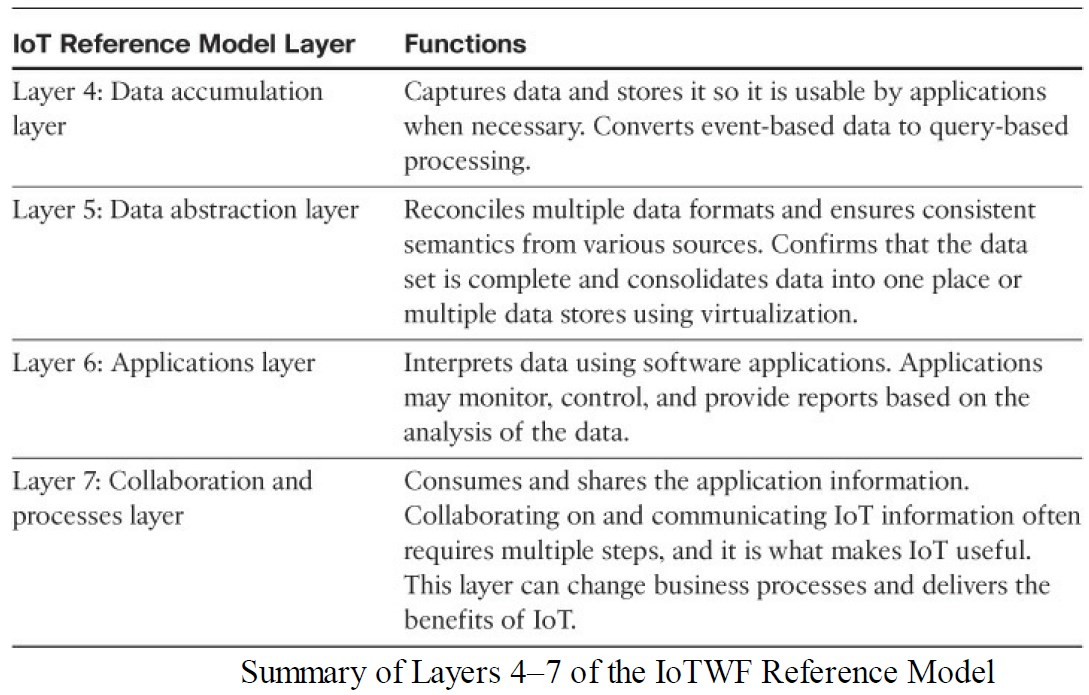 IoT Reference Model Layer Functions
Layer 4: Data accumulation layer
Captures data and stores it so it is usable by applications
when necessary. Converts event-based data to query-based
processing.
Layer 5: Data abstraction layer
Reconciles multiple data formats and ensures consistent
semantics from various sources. Confirms that the data
set is complete and consolidates data into one place or
multiple data stores using virtualization.
Layer 6: Applications layer
Interprets data using software applications. Applications
may monitor, control, and provide reports based on the
analysis of the data.
Layer 7: Collaboration and
processes layer
Consumes and shares the application information.
Collaborating on and communicating IoT information often
requires multiple steps, and it is what makes IoT useful.
This layer can change business processes and delivers the
benefits of IoT.
Summary of Layers 4–7 of the IoTWF Reference Model